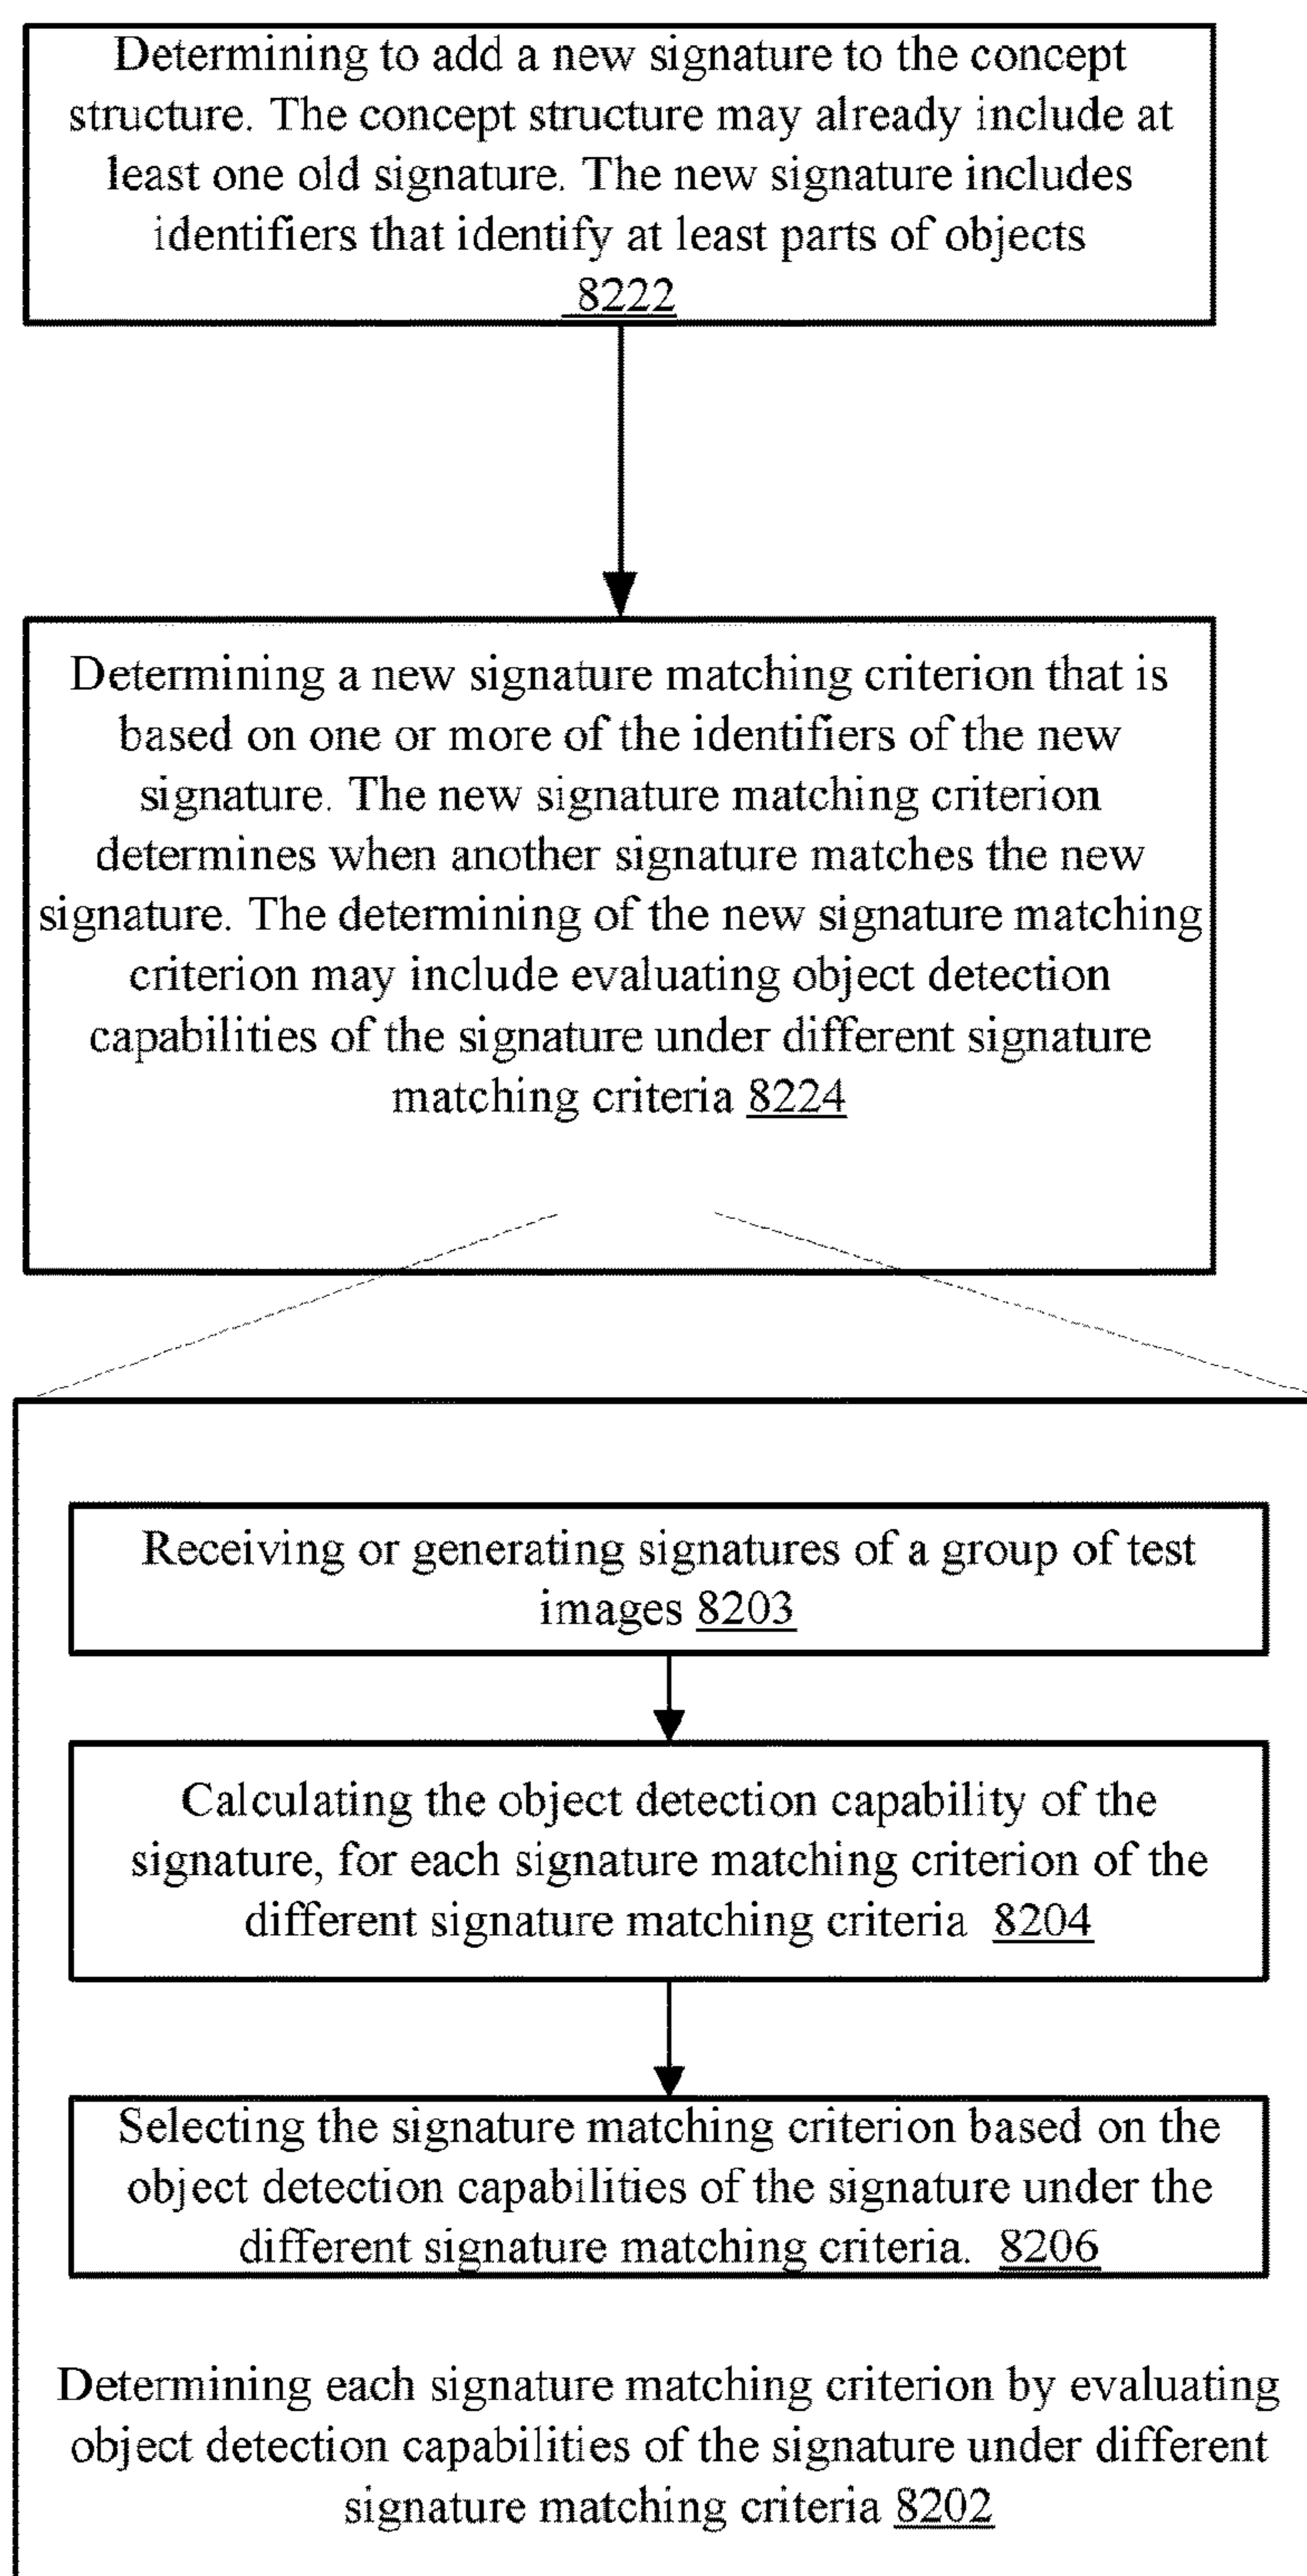 Determining to add a new signature to the concept
structure. The concept structure may already include at
least one old signature. The new signature includes
identifiers that identify at least parts of objects
8222
Determining a new signature matching criterion that is
based on one or more of the identifiers of the new
signature. The new signature matching criterion
determines when another signature matches the new
signature. The determining of the new signature matching
criterion may include evaluating object detection
capabilities of the signature under different signature
matching criteria 8224
Receiving or generating signatures of a group of test
images 8203
Calculating the object detection capability of the
signature, for each signature matching criterion of the
different signature matching criteria 8204
Selecting the signature matching criterion based on the
object detection capabilities of the signature under the
different signature matching criteria. 8206
Determining each signature matching criterion by evaluating
object detection capabilities of the signature under different
signature matching criteria 8202